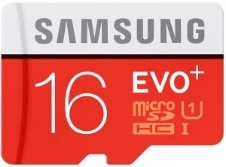 SAMSUNG
16 EVO+
micro SD HC I U1